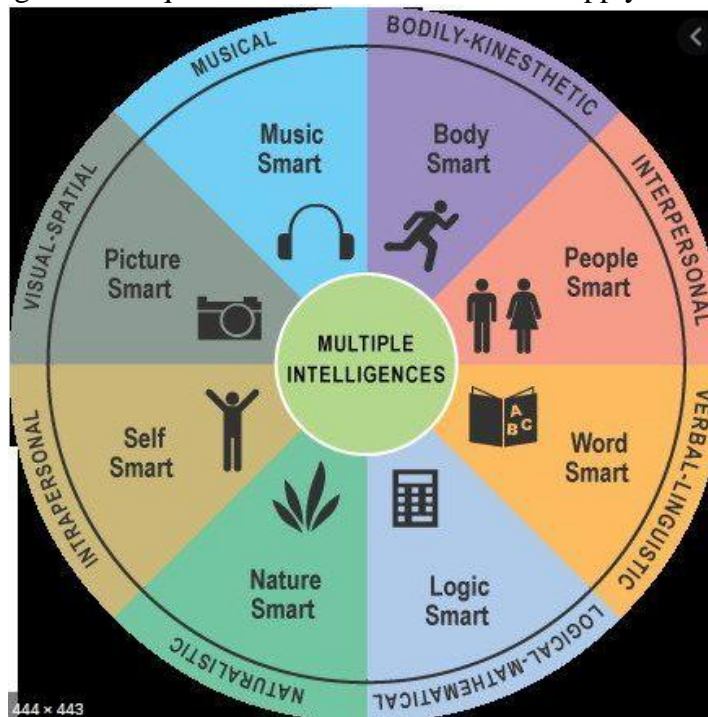 MUSICAL
BODILY-KINESTHETIC
INTERPERSONAL
VERBAL-LINGUISTIC
LOGICAL-MATHEMATICAL
NATURALISTIC
INTRAPERSONAL
VISUAL-SPATIAL
Music
Smart
Body
Smart
People
Smart
Word
Smart
Logic
Smart
Nature
Smart
Self
Smart
Picture
Smart
MULTIPLE
INTELLIGENCES
A
B C
444 × 443